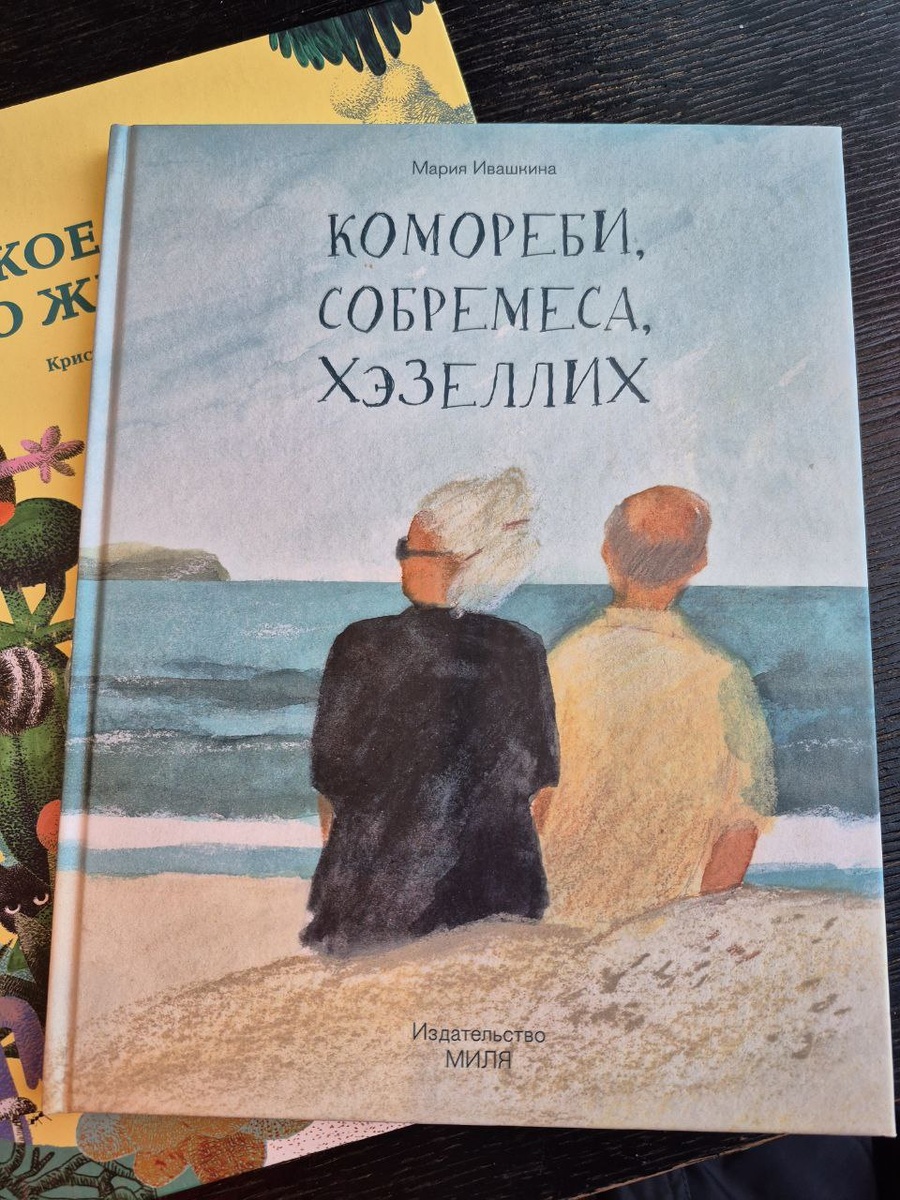 Мария Ивашкина
КОМОРЕБИ,
СОБРЕМЕСА,
ХЭЗЕЛЛИХ
Издательство
МИЛЯ